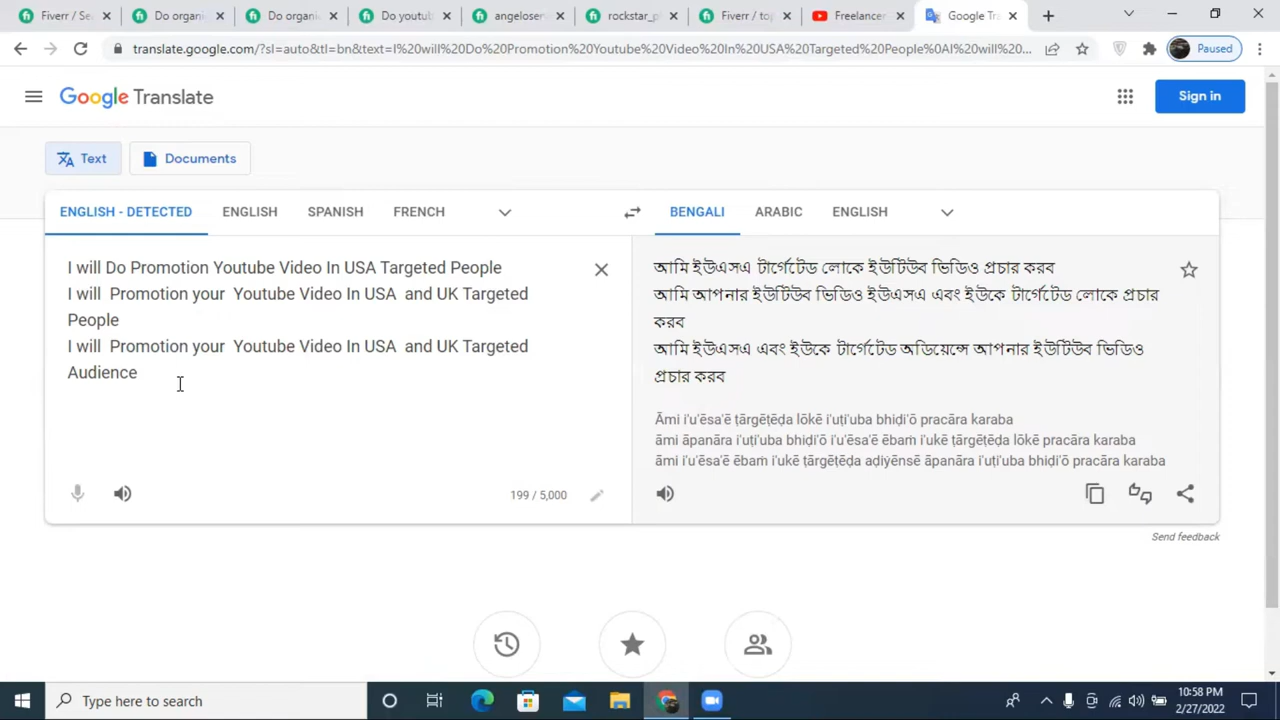 Fiverr / Se
Do organi
Do organi
Do youtu
angeloser
rockstar_p
Fiverr / to
Freelancer
Google Tra
translate.google.com/?sl=auto&tl=bn&text=I%20will%20Do%20Promotion%20Youtube%20Video%20In%20USA%20Targeted%20People%0AI%20will%20...
Paused
Google Translate
Sign in
Text
Documents
ENGLISH - DETECTED
ENGLISH
SPANISH
FRENCH
BENGALI
ARABIC
ENGLISH
I will Do Promotion Youtube Video In USA Targeted People
I will Promotion your Youtube Video In USA and UK Targeted
People
I will Promotion your Youtube Video In USA and UK Targeted
Audience
199 / 5,000
আমি ইউএসএ টার্গেটেড লোকে ইউটিউব ভিডিও প্রচার করব
আমি আপনার ইউটিউব ভিডিও ইউএসএ এবং ইউকে টার্গেটেড লোকে প্রচার
করব
আমি ইউএসএ এবং ইউকে টার্গেটেড অডিয়েন্সে আপনার ইউটিউব ভিডিও
প্রচার করব
Āmi i'u'ēsa'ē ṭārgēṭēḍa lōkē i'uṭi'uba bhiḍi'ō pracāra karaba
āmi āpanāra i'uṭi'uba bhiḍi'ō i'u'ēsa'ē ēbaṁ i'ukē ṭārgēṭēḍa lōkē pracāra karaba
āmi i'u'ēsa'ē ēbaṁ i'ukē ṭārgēṭēḍa aḍiẏēnsē āpanāra i'uṭi'uba bhiḍi'ō pracāra karaba
Send feedback
Type here to search
10:58 PM
2/27/2022